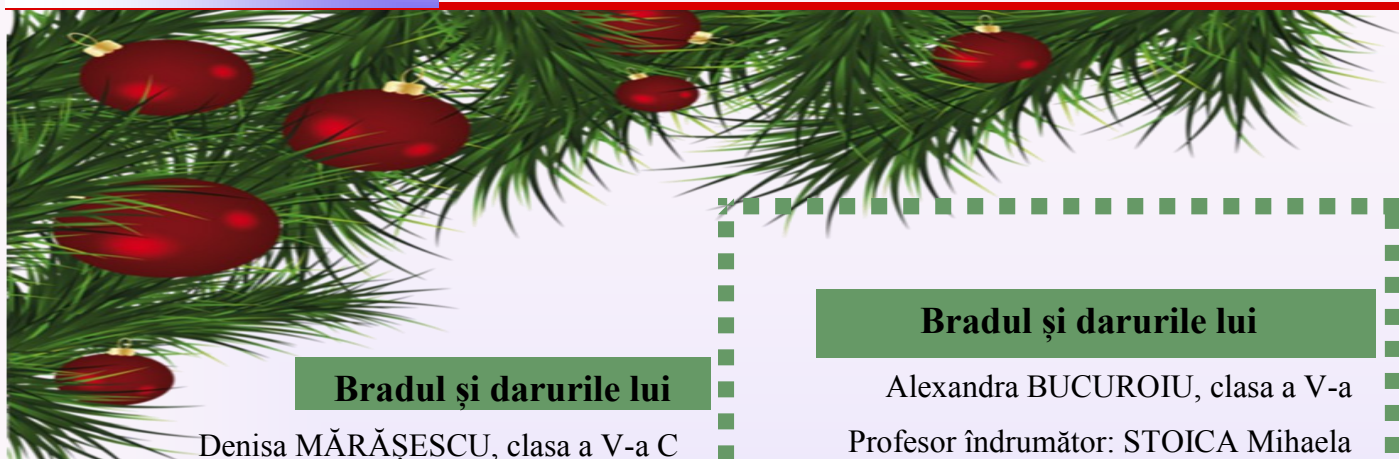 Bradul și darurile lui
Denisa MĂRĂȘESCU, clasa a V-a C
Bradul și darurile lui
Alexandra BUCUROIU, clasa a V-a
Profesor îndrumător: STOICA Mihaela